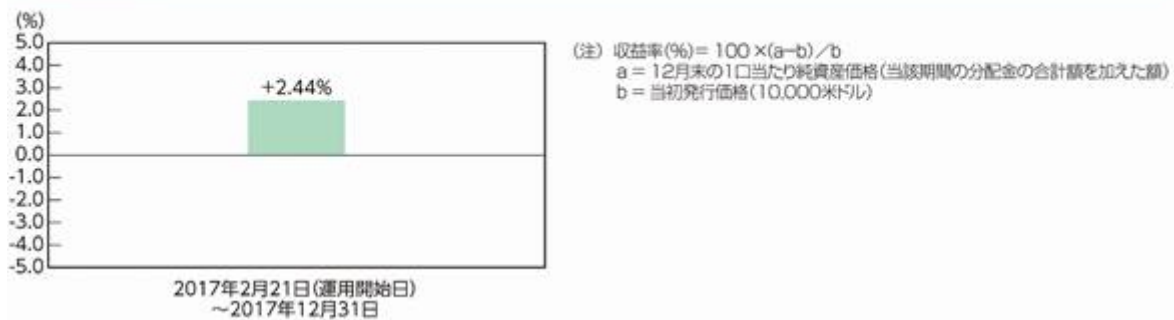 (%)
5.0
4.0
3.0
2.0
1.0
0.0
-1.0
-2.0
-3.0
-4.0
-5.0
+2.44%
2017年2月21日(運用開始日)
～2017年12月31日
(注) 収益率(%)= 100×(a-b)/b
a = 12月末の1口当たり純資産価格(当該期間の分配金の合計額を加えた額)
b = 当初発行価格(10,000米ドル)